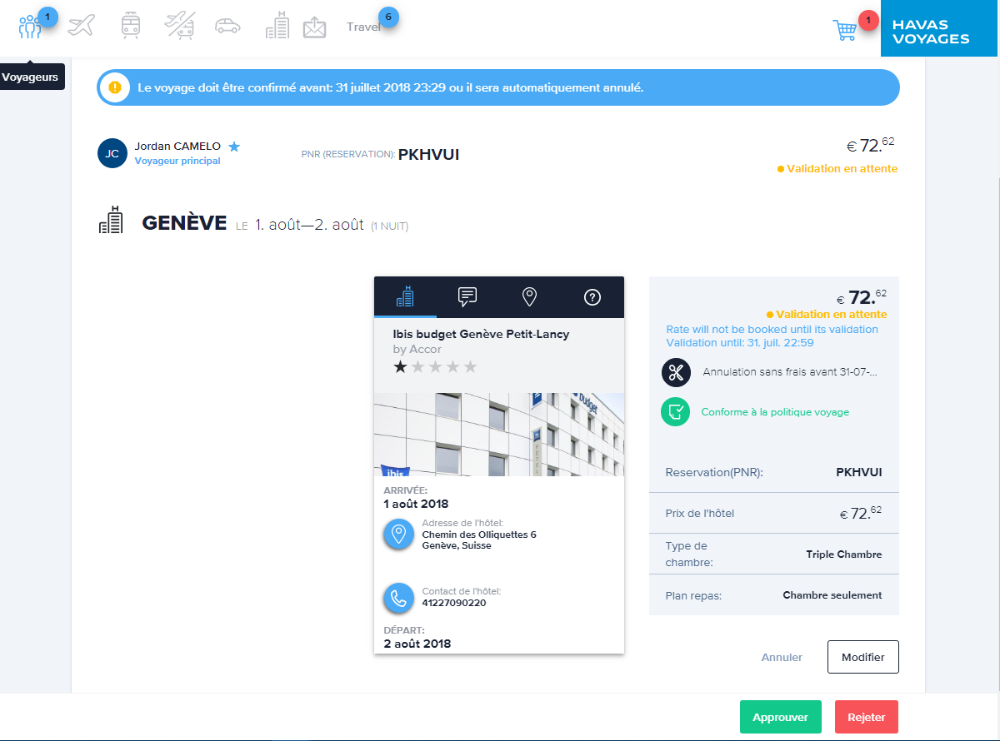 1
Travel
6
1
HAVAS
VOYAGES
Voyageurs
Le voyage doit être confirmé avant: 31 juillet 2018 23:29 ou il sera automatiquement annulé.
JC
Jordan CAMELO
Voyageur principal
PNR (RESERVATION): PKHVUI
€ 72.62
Validation en attente
GENÈVE LE 1. août—2. août (1 NUIT)
Ibis budget Genève Petit-Lancy
by Accor
budget
HOTEL
ibis
ARRIVÉE:
1 août 2018
Adresse de l'hôtel:
Chemin des Olliquettes 6
Genève, Suisse
Contact de l'hôtel:
41227090220
DÉPART:
2 août 2018
€ 72.62
Validation en attente
Rate will not be booked until its validation
Validation until: 31. juil. 22:59
Annulation sans frais avant 31-07-...
Conforme à la politique voyage
Reservation(PNR): PKHVUI
Prix de l'hôtel € 72.62
Type de
chambre: Triple Chambre
Plan repas: Chambre seulement
Annuler
Modifier
Approuver
Rejeter